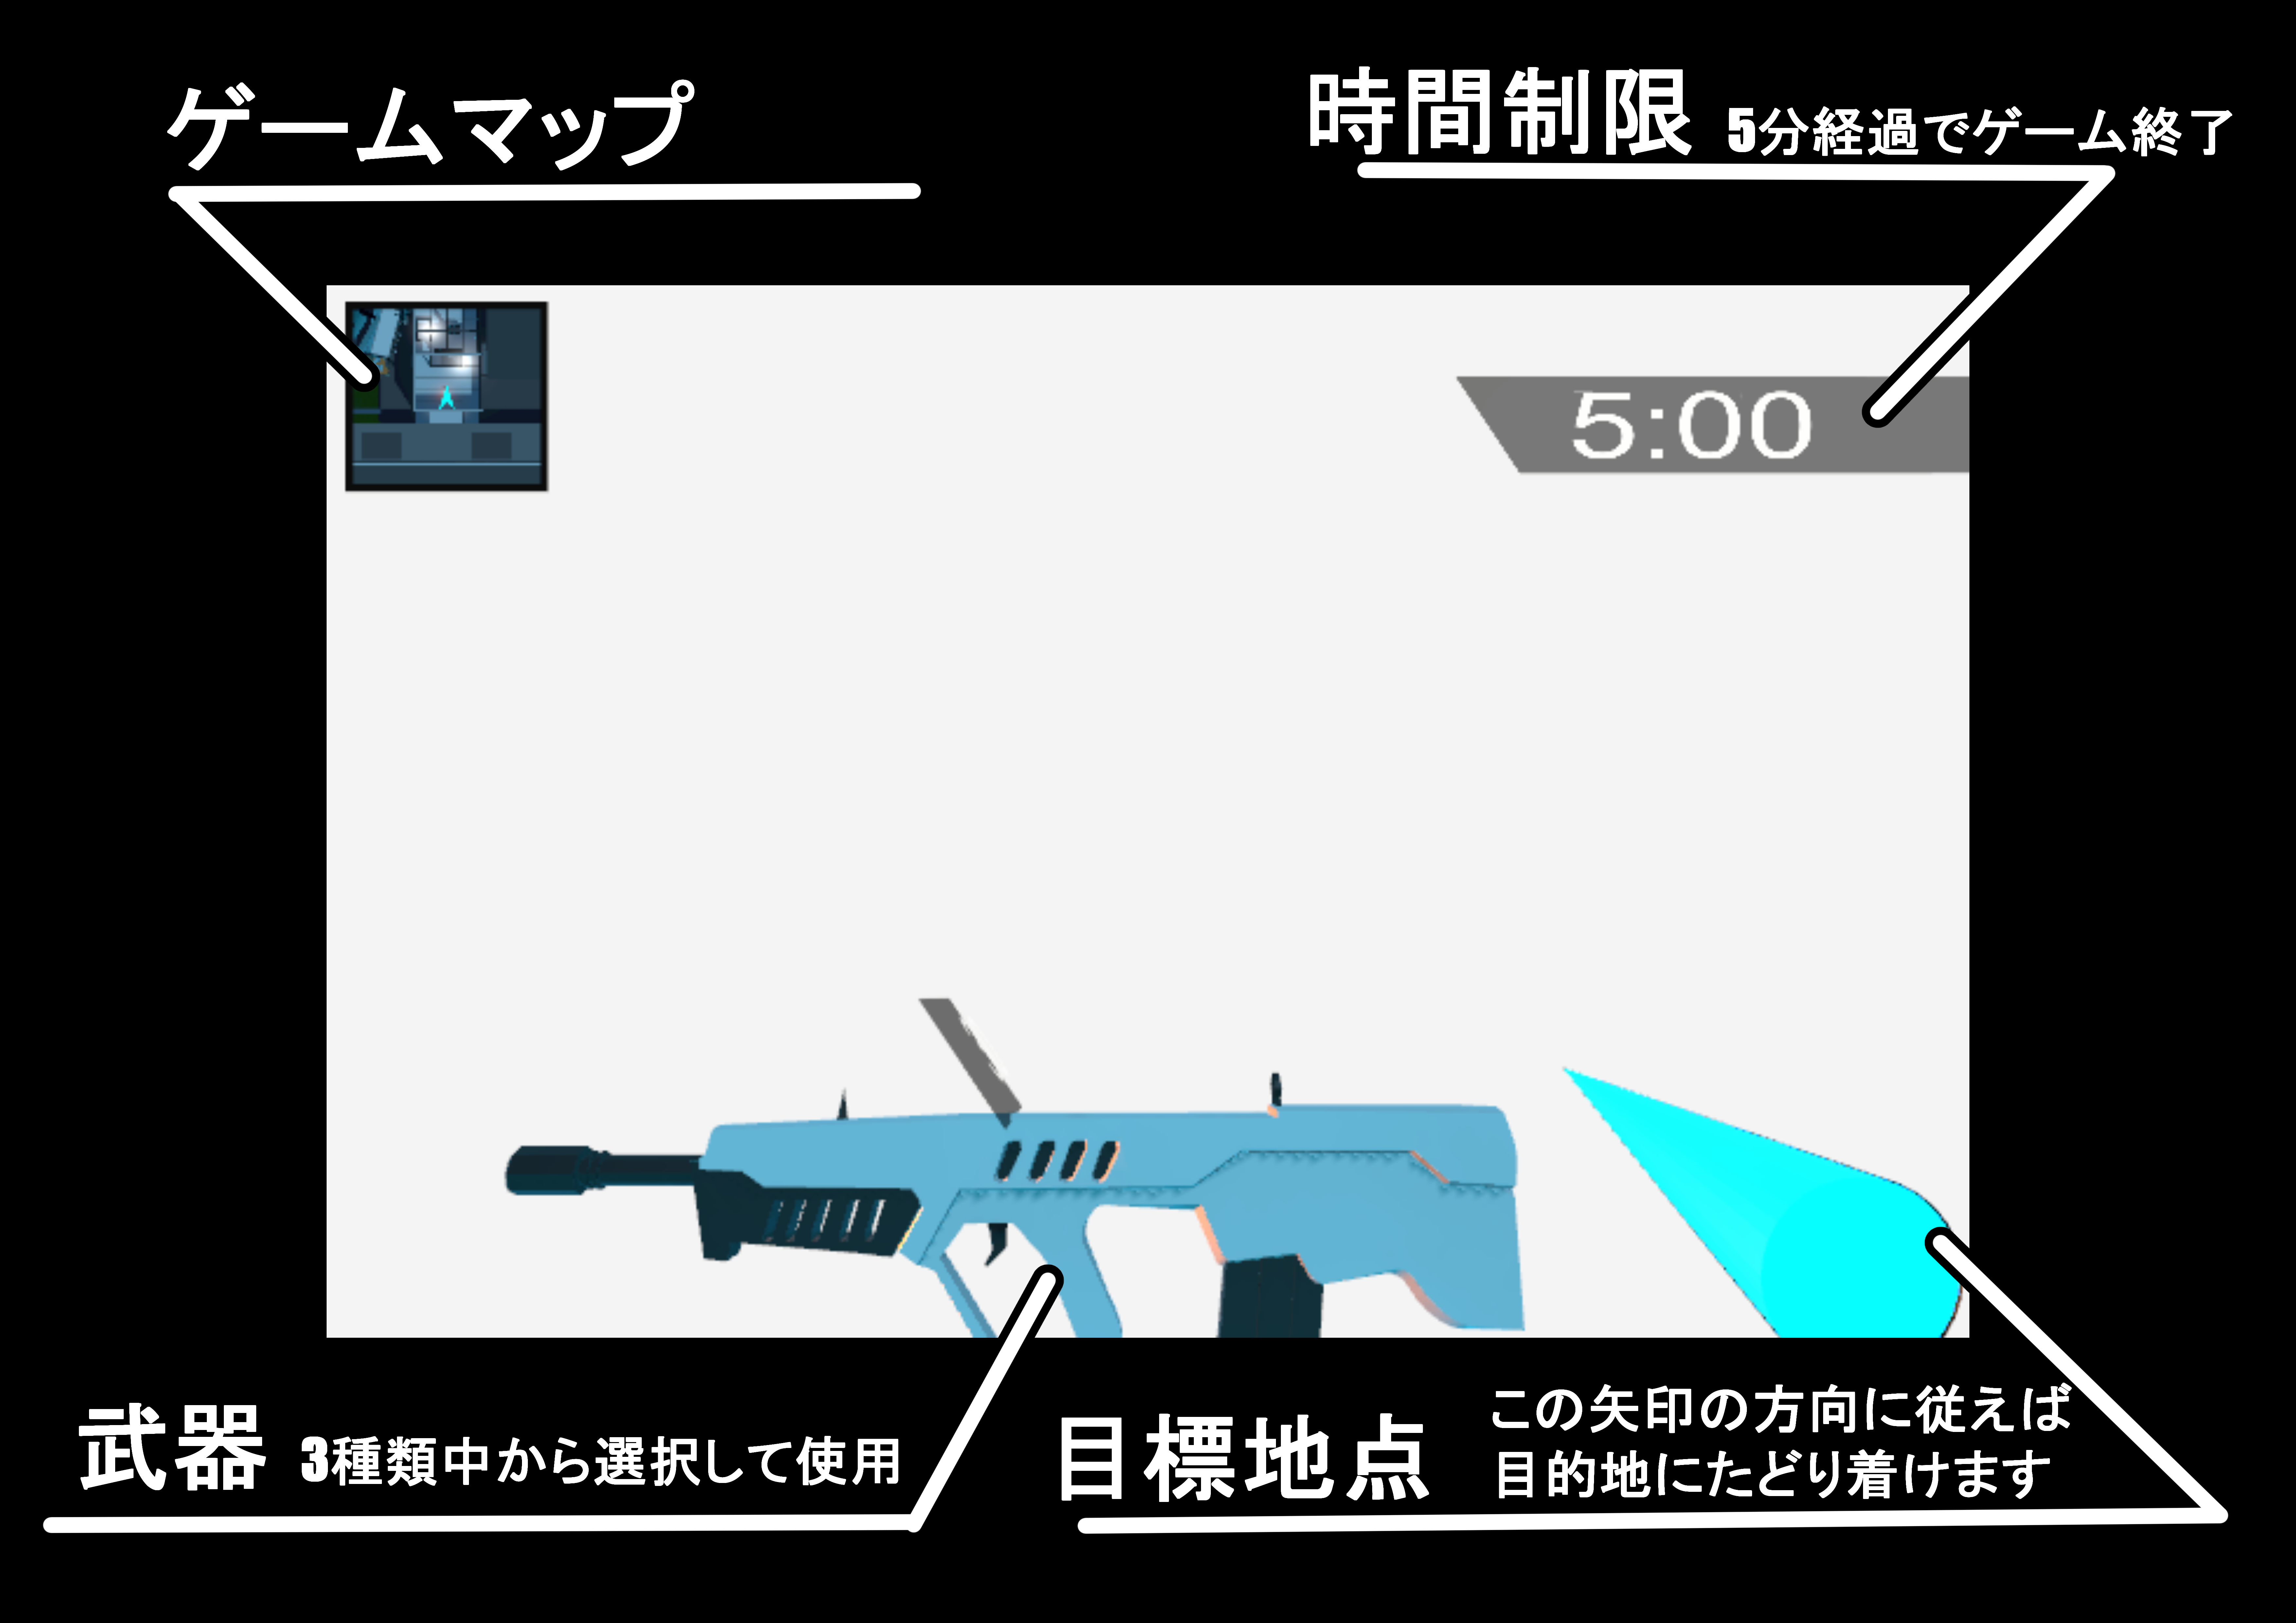 ゲームマップ
時間制限 5分経過でゲーム終了
5:00
武器 3種類中から選択して使用
目標地点 この矢印の方向に従えば
目的地にたどり着けます